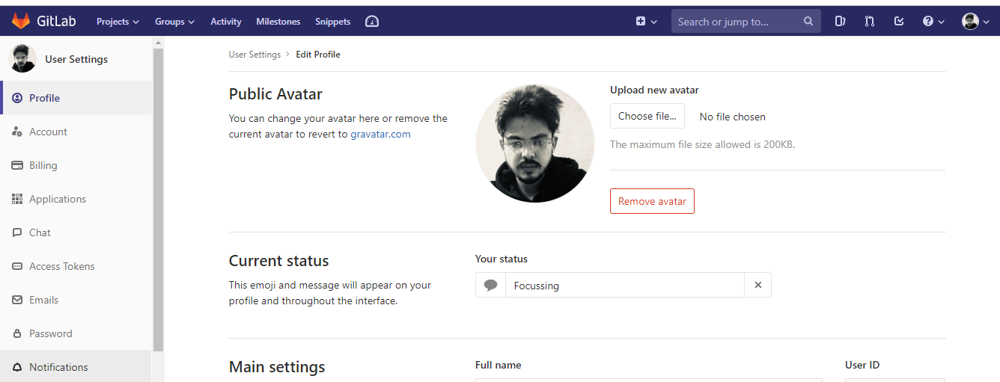 GitLab Projects Groups Activity Milestones Snippets Search or jump to...
User Settings
Profile
Account
Billing
Applications
Chat
Access Tokens
Emails
Password
Notifications
User Settings > Edit Profile
Public Avatar
You can change your avatar here or remove the
current avatar to revert to gravatar.com
Upload new avatar
Choose file... No file chosen
The maximum file size allowed is 200KB.
Remove avatar
Current status
This emoji and message will appear on your
profile and throughout the interface.
Your status
Focussing
Main settings
Full name
User ID